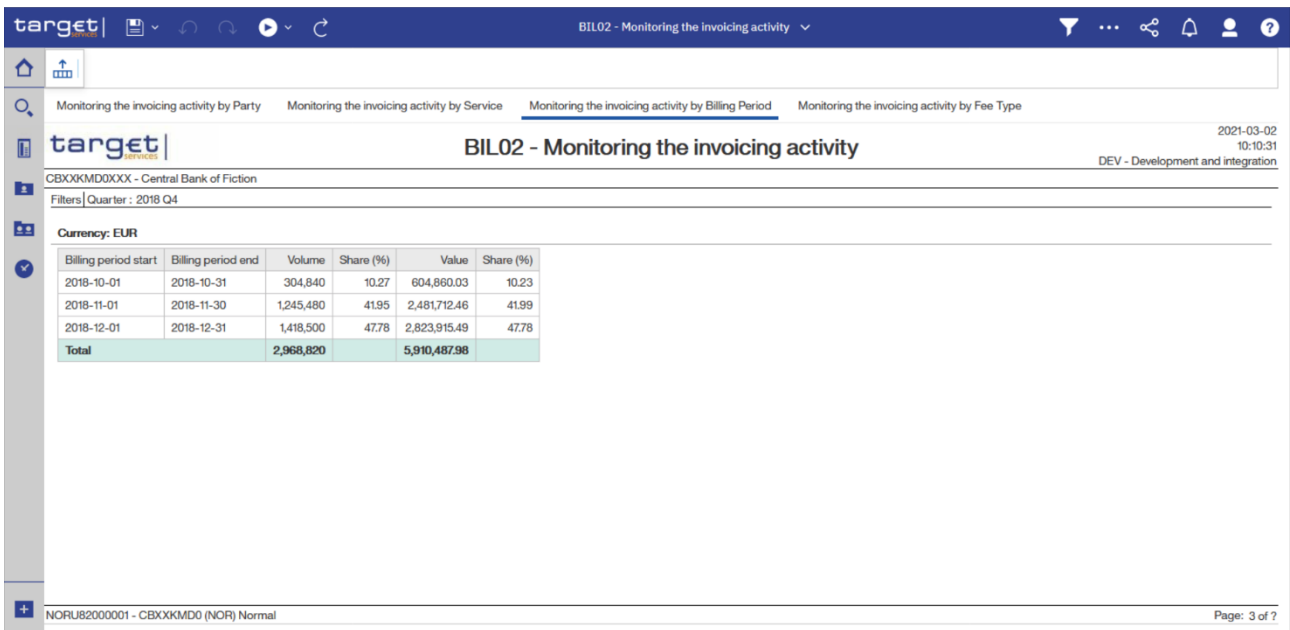 target| services
BIL02 - Monitoring the invoicing activity
Monitoring the invoicing activity by Party Monitoring the invoicing activity by Service Monitoring the invoicing activity by Billing Period Monitoring the invoicing activity by Fee Type
target| services
BIL02 - Monitoring the invoicing activity
2021-03-02
10:10:31
DEV - Development and integration
CBXXKMD0XXX - Central Bank of Fiction
Filters Quarter : 2018 Q4
Currency: EUR
Billing period start Billing period end Volume Share (%) Value Share (%)
2018-10-01 2018-10-31 304,840 10.27 604,860.03 10.23
2018-11-01 2018-11-30 1,245,480 41.95 2,481,712.46 41.99
2018-12-01 2018-12-31 1,418,500 47.78 2,823,915.49 47.78
Total 2,968,820 5,910,487.98
NORU82000001 - CBXXKMD0 (NOR) Normal
Page: 3 of ?